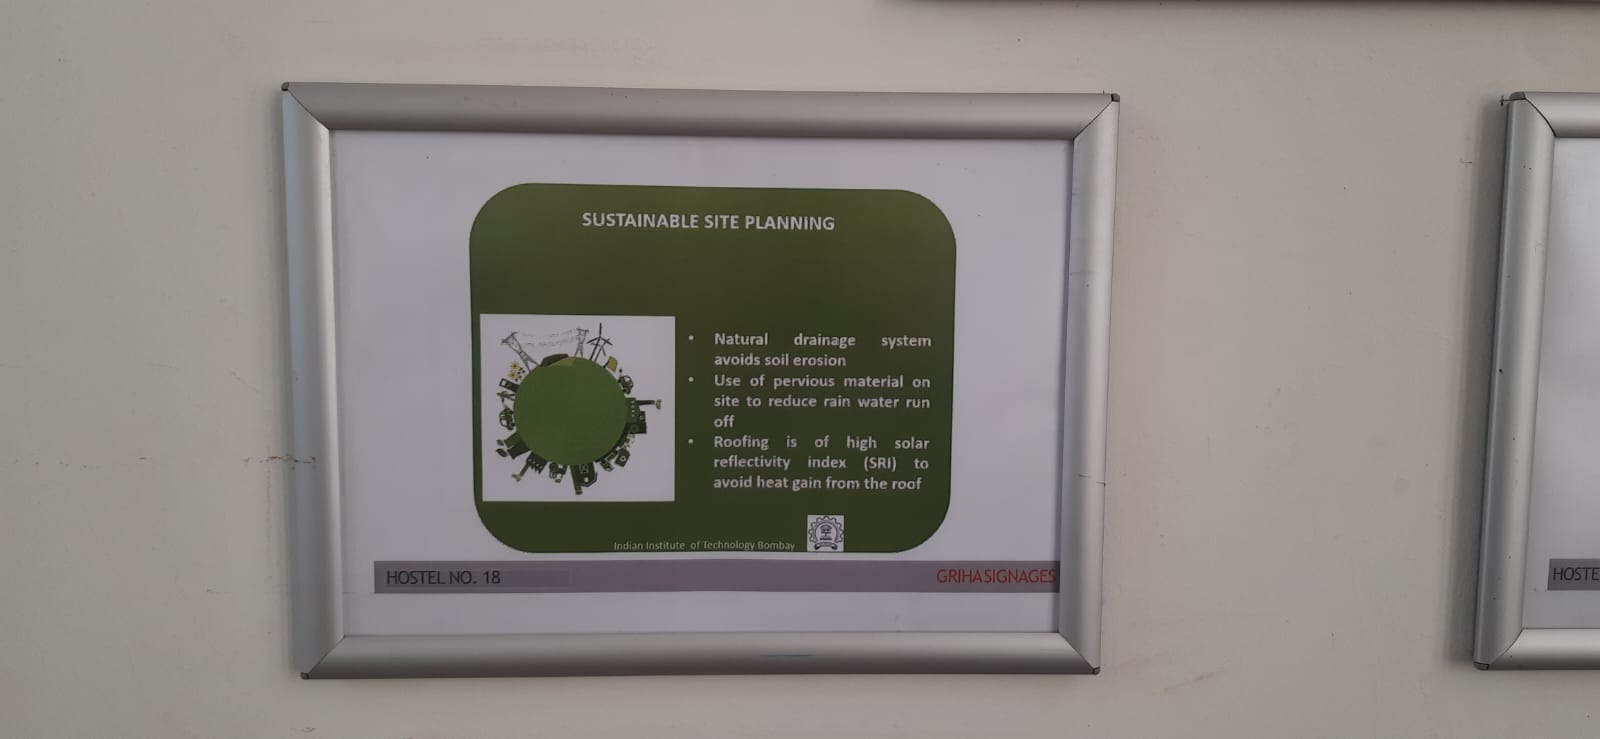 SUSTAINABLE SITE PLANNING
• Natural drainage system
avoids soil erosion
• Use of pervious material on
site to reduce rain water run
off
• Roofing is of high solar
reflectivity index (SRI) to
avoid heat gain from the roof
Indian Institute of Technology Bombay
HOSTEL NO. 18
GRIHA SIGNAGES
HOSTE